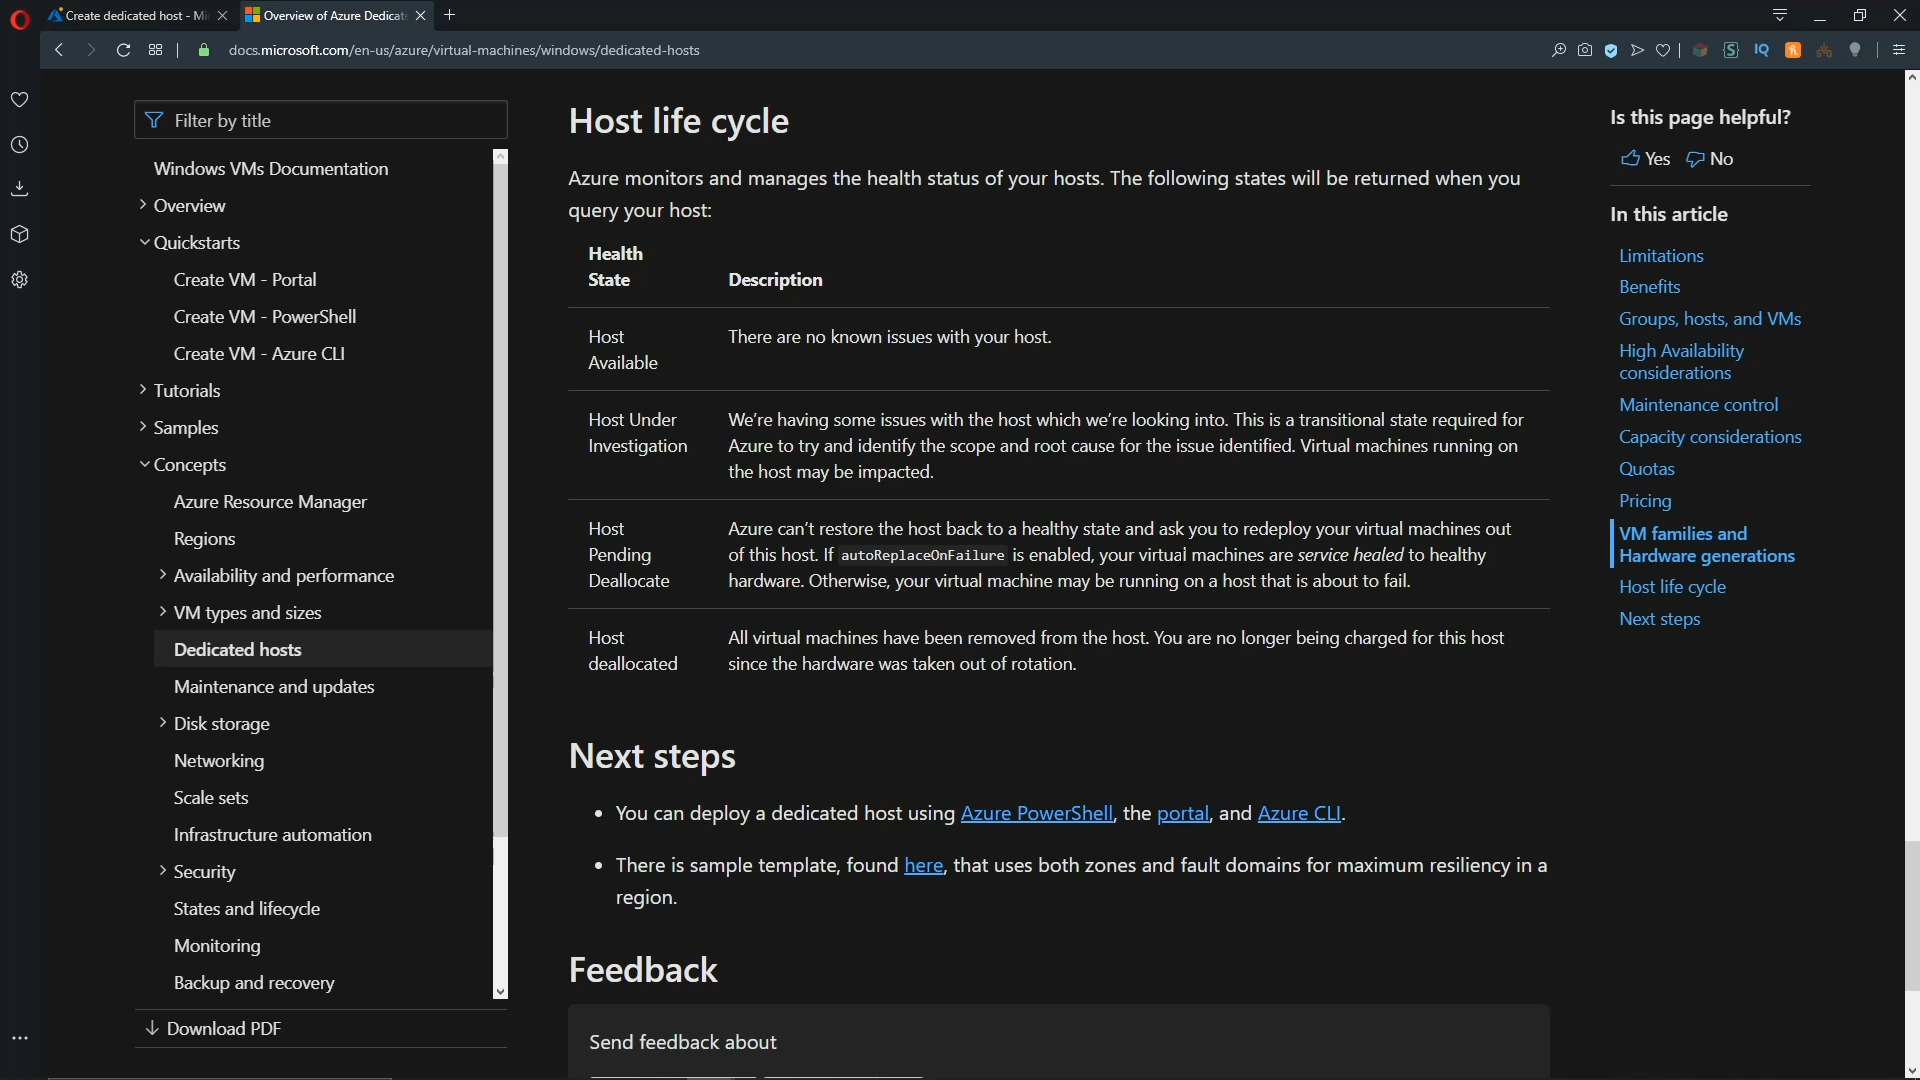 Create dedicated host - Mi
Overview of Azure Dedicat
docs.microsoft.com/en-us/azure/virtual-machines/windows/dedicated-hosts
IQ
Filter by title
Windows VMs Documentation
Overview
Quickstarts
Create VM - Portal
Create VM - PowerShell
Create VM - Azure CLI
Tutorials
Samples
Concepts
Azure Resource Manager
Regions
Availability and performance
VM types and sizes
Dedicated hosts
Maintenance and updates
Disk storage
Networking
Scale sets
Infrastructure automation
Security
States and lifecycle
Monitoring
Backup and recovery
Download PDF
Host life cycle
Azure monitors and manages the health status of your hosts. The following states will be returned when you
query your host:
Health
State Description
Host There are no known issues with your host.
Available
Host Under We're having some issues with the host which we're looking into. This is a transitional state required for
Investigation Azure to try and identify the scope and root cause for the issue identified. Virtual machines running on
the host may be impacted.
Host Azure can't restore the host back to a healthy state and ask you to redeploy your virtual machines out
Pending of this host. If autoReplaceOnFailure is enabled, your virtual machines are service healed to healthy
Deallocate hardware. Otherwise, your virtual machine may be running on a host that is about to fail.
Host All virtual machines have been removed from the host. You are no longer being charged for this host
deallocated since the hardware was taken out of rotation.
Next steps
• You can deploy a dedicated host using Azure PowerShell, the portal, and Azure CLI.
• There is sample template, found here, that uses both zones and fault domains for maximum resiliency in a
region.
Feedback
Send feedback about
Is this page helpful?
Yes No
In this article
Limitations
Benefits
Groups, hosts, and VMs
High Availability
considerations
Maintenance control
Capacity considerations
Quotas
Pricing
VM families and
Hardware generations
Host life cycle
Next steps